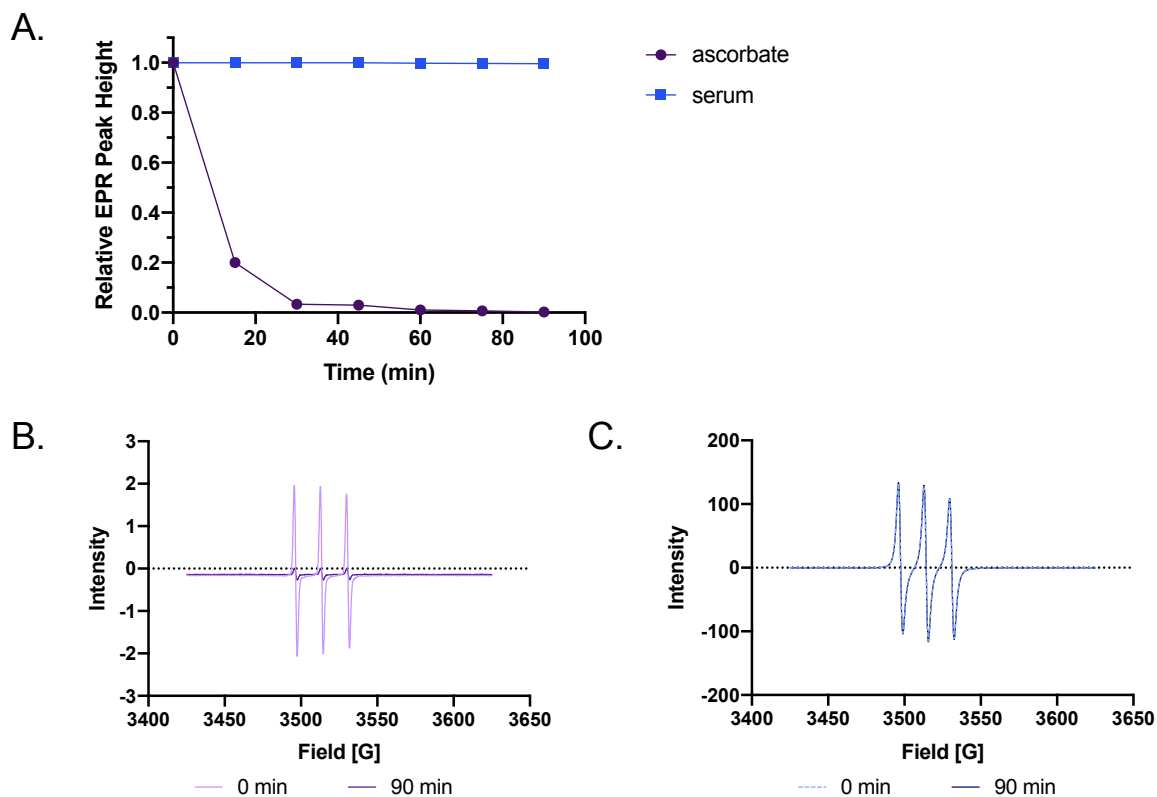 A.
Relative EPR Peak Height
1.0
0.8
0.6
0.4
0.2
0.0
0 20 40 60 80 100
Time (min)
ascorbate
serum
B.
Intensity
3
2
1
0
-1
-2
-3
3400 3450 3500 3550 3600 3650
Field [G]
0 min 90 min
C.
Intensity
200
100
0
-100
-200
3400 3450 3500 3550 3600 3650
Field [G]
0 min 90 min